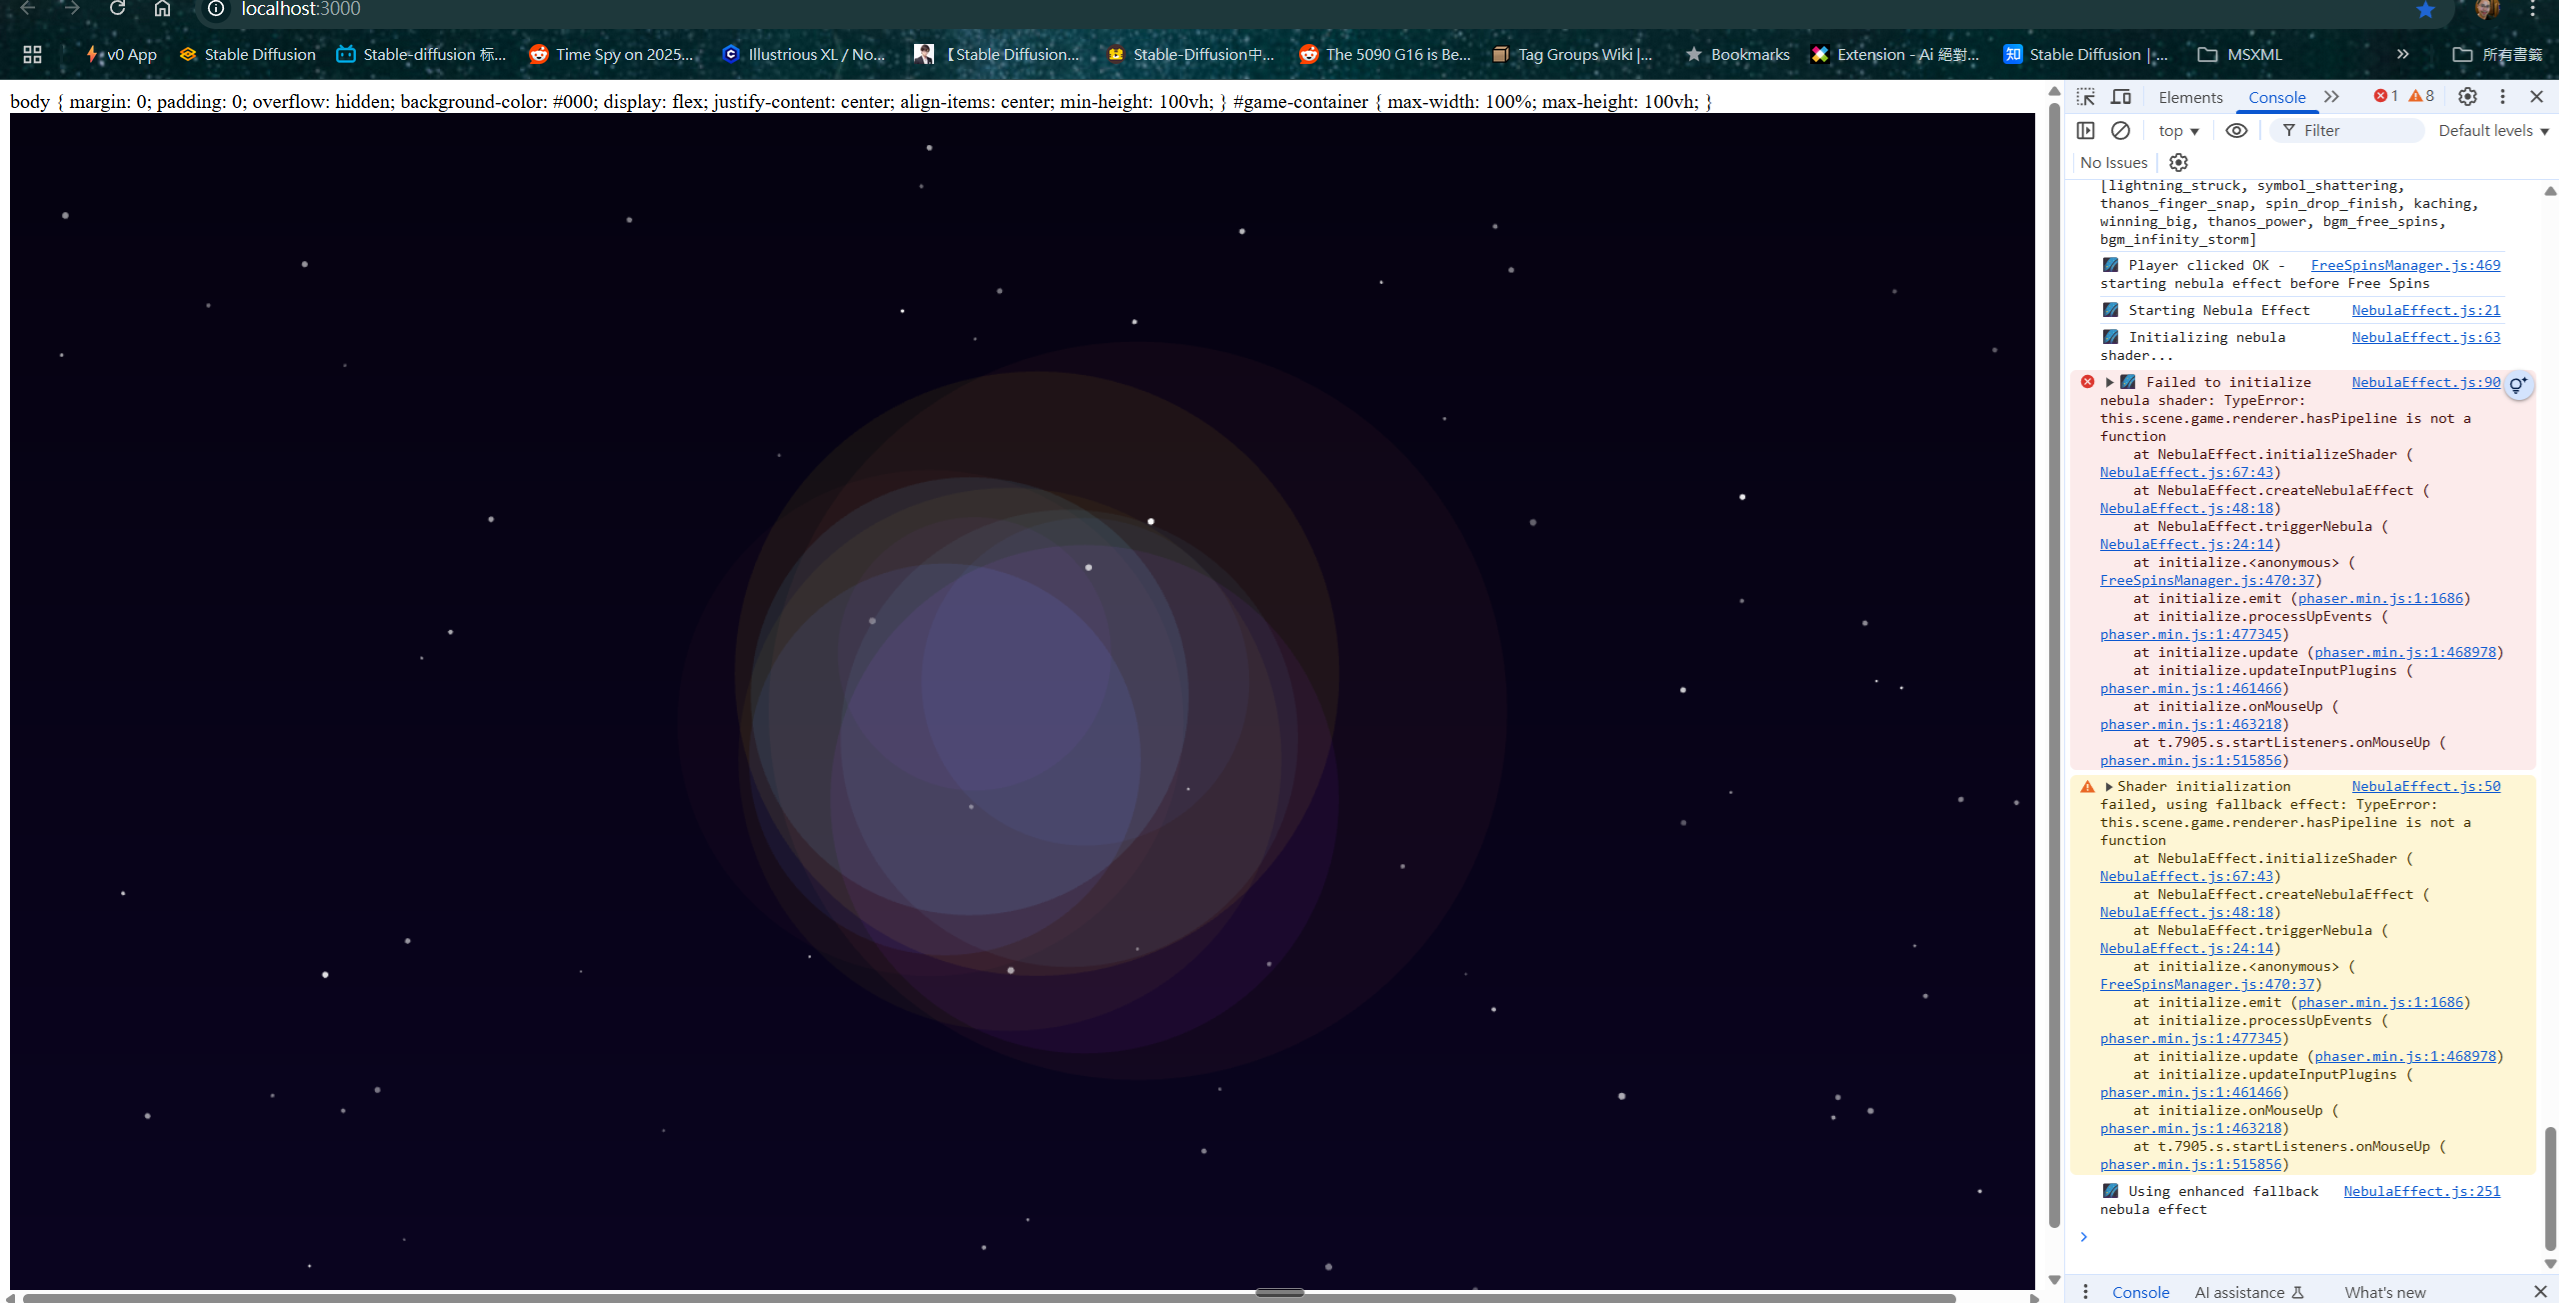 localhost:3000
v0 App
Stable Diffusion
Stable-diffusion 标...
Time Spy on 2025...
Illustrious XL / No...
【Stable Diffusion...
Stable-Diffusion中...
The 5090 G16 is Be...
Tag Groups Wiki |...
Bookmarks
Extension - Ai 絕對...
知 Stable Diffusion | ...
MSXML
所有書籤
body { margin: 0; padding: 0; overflow: hidden; background-color: #000; display: flex; justify-content: center; align-items: center; min-height: 100vh; } #game-container { max-width: 100%; max-height: 100vh; }
Elements Console 1 8
top Filter Default levels
No Issues
[lightning_struck, symbol_shattering,
thanos_finger_snap, spin_drop_finish, kaching,
winning_big, thanos_power, bgm_free_spins,
bgm_infinity_storm]
Player clicked OK - FreeSpinsManager.js:469
starting nebula effect before Free Spins
Starting Nebula Effect NebulaEffect.js:21
Initializing nebula NebulaEffect.js:63
shader...
Failed to initialize NebulaEffect.js:90
nebula shader: TypeError:
this.scene.game.renderer.hasPipeline is not a
function
at NebulaEffect.initializeShader (
NebulaEffect.js:67:43)
at NebulaEffect.createNebulaEffect (
NebulaEffect.js:48:18)
at NebulaEffect.triggerNebula (
NebulaEffect.js:24:14)
at initialize.<anonymous> (
FreeSpinsManager.js:470:37)
at initialize.emit (phaser.min.js:1:1686)
at initialize.processUpEvents (
phaser.min.js:1:477345)
at initialize.update (phaser.min.js:1:468978)
at initialize.updateInputPlugins (
phaser.min.js:1:461466)
at initialize.onMouseUp (
phaser.min.js:1:463218)
at t.7905.s.startListeners.onMouseUp (
phaser.min.js:1:515856)
Shader initialization NebulaEffect.js:50
failed, using fallback effect: TypeError:
this.scene.game.renderer.hasPipeline is not a
function
at NebulaEffect.initializeShader (
NebulaEffect.js:67:43)
at NebulaEffect.createNebulaEffect (
NebulaEffect.js:48:18)
at NebulaEffect.triggerNebula (
NebulaEffect.js:24:14)
at initialize.<anonymous> (
FreeSpinsManager.js:470:37)
at initialize.emit (phaser.min.js:1:1686)
at initialize.processUpEvents (
phaser.min.js:1:477345)
at initialize.update (phaser.min.js:1:468978)
at initialize.updateInputPlugins (
phaser.min.js:1:461466)
at initialize.onMouseUp (
phaser.min.js:1:463218)
at t.7905.s.startListeners.onMouseUp (
phaser.min.js:1:515856)
Using enhanced fallback NebulaEffect.js:251
nebula effect
Console AI assistance What's new